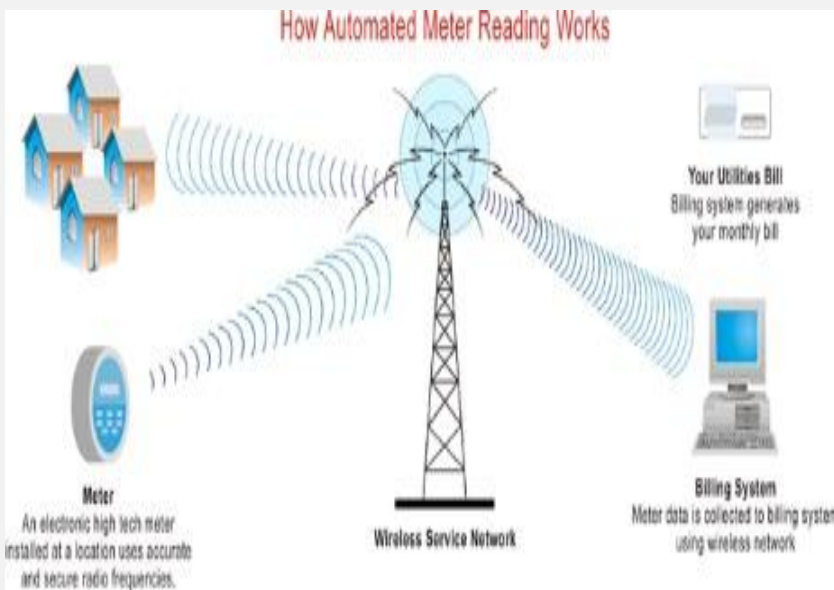 How Automated Meter Reading Works
Your Utilities Bill
Billing system generates
your monthly bill
Meter
An electronic high tech meter
installed at a location uses accurate
and secure radio frequencies.
Wireless Service Network
Billing System
Meter data is collected to billing system
using wireless network